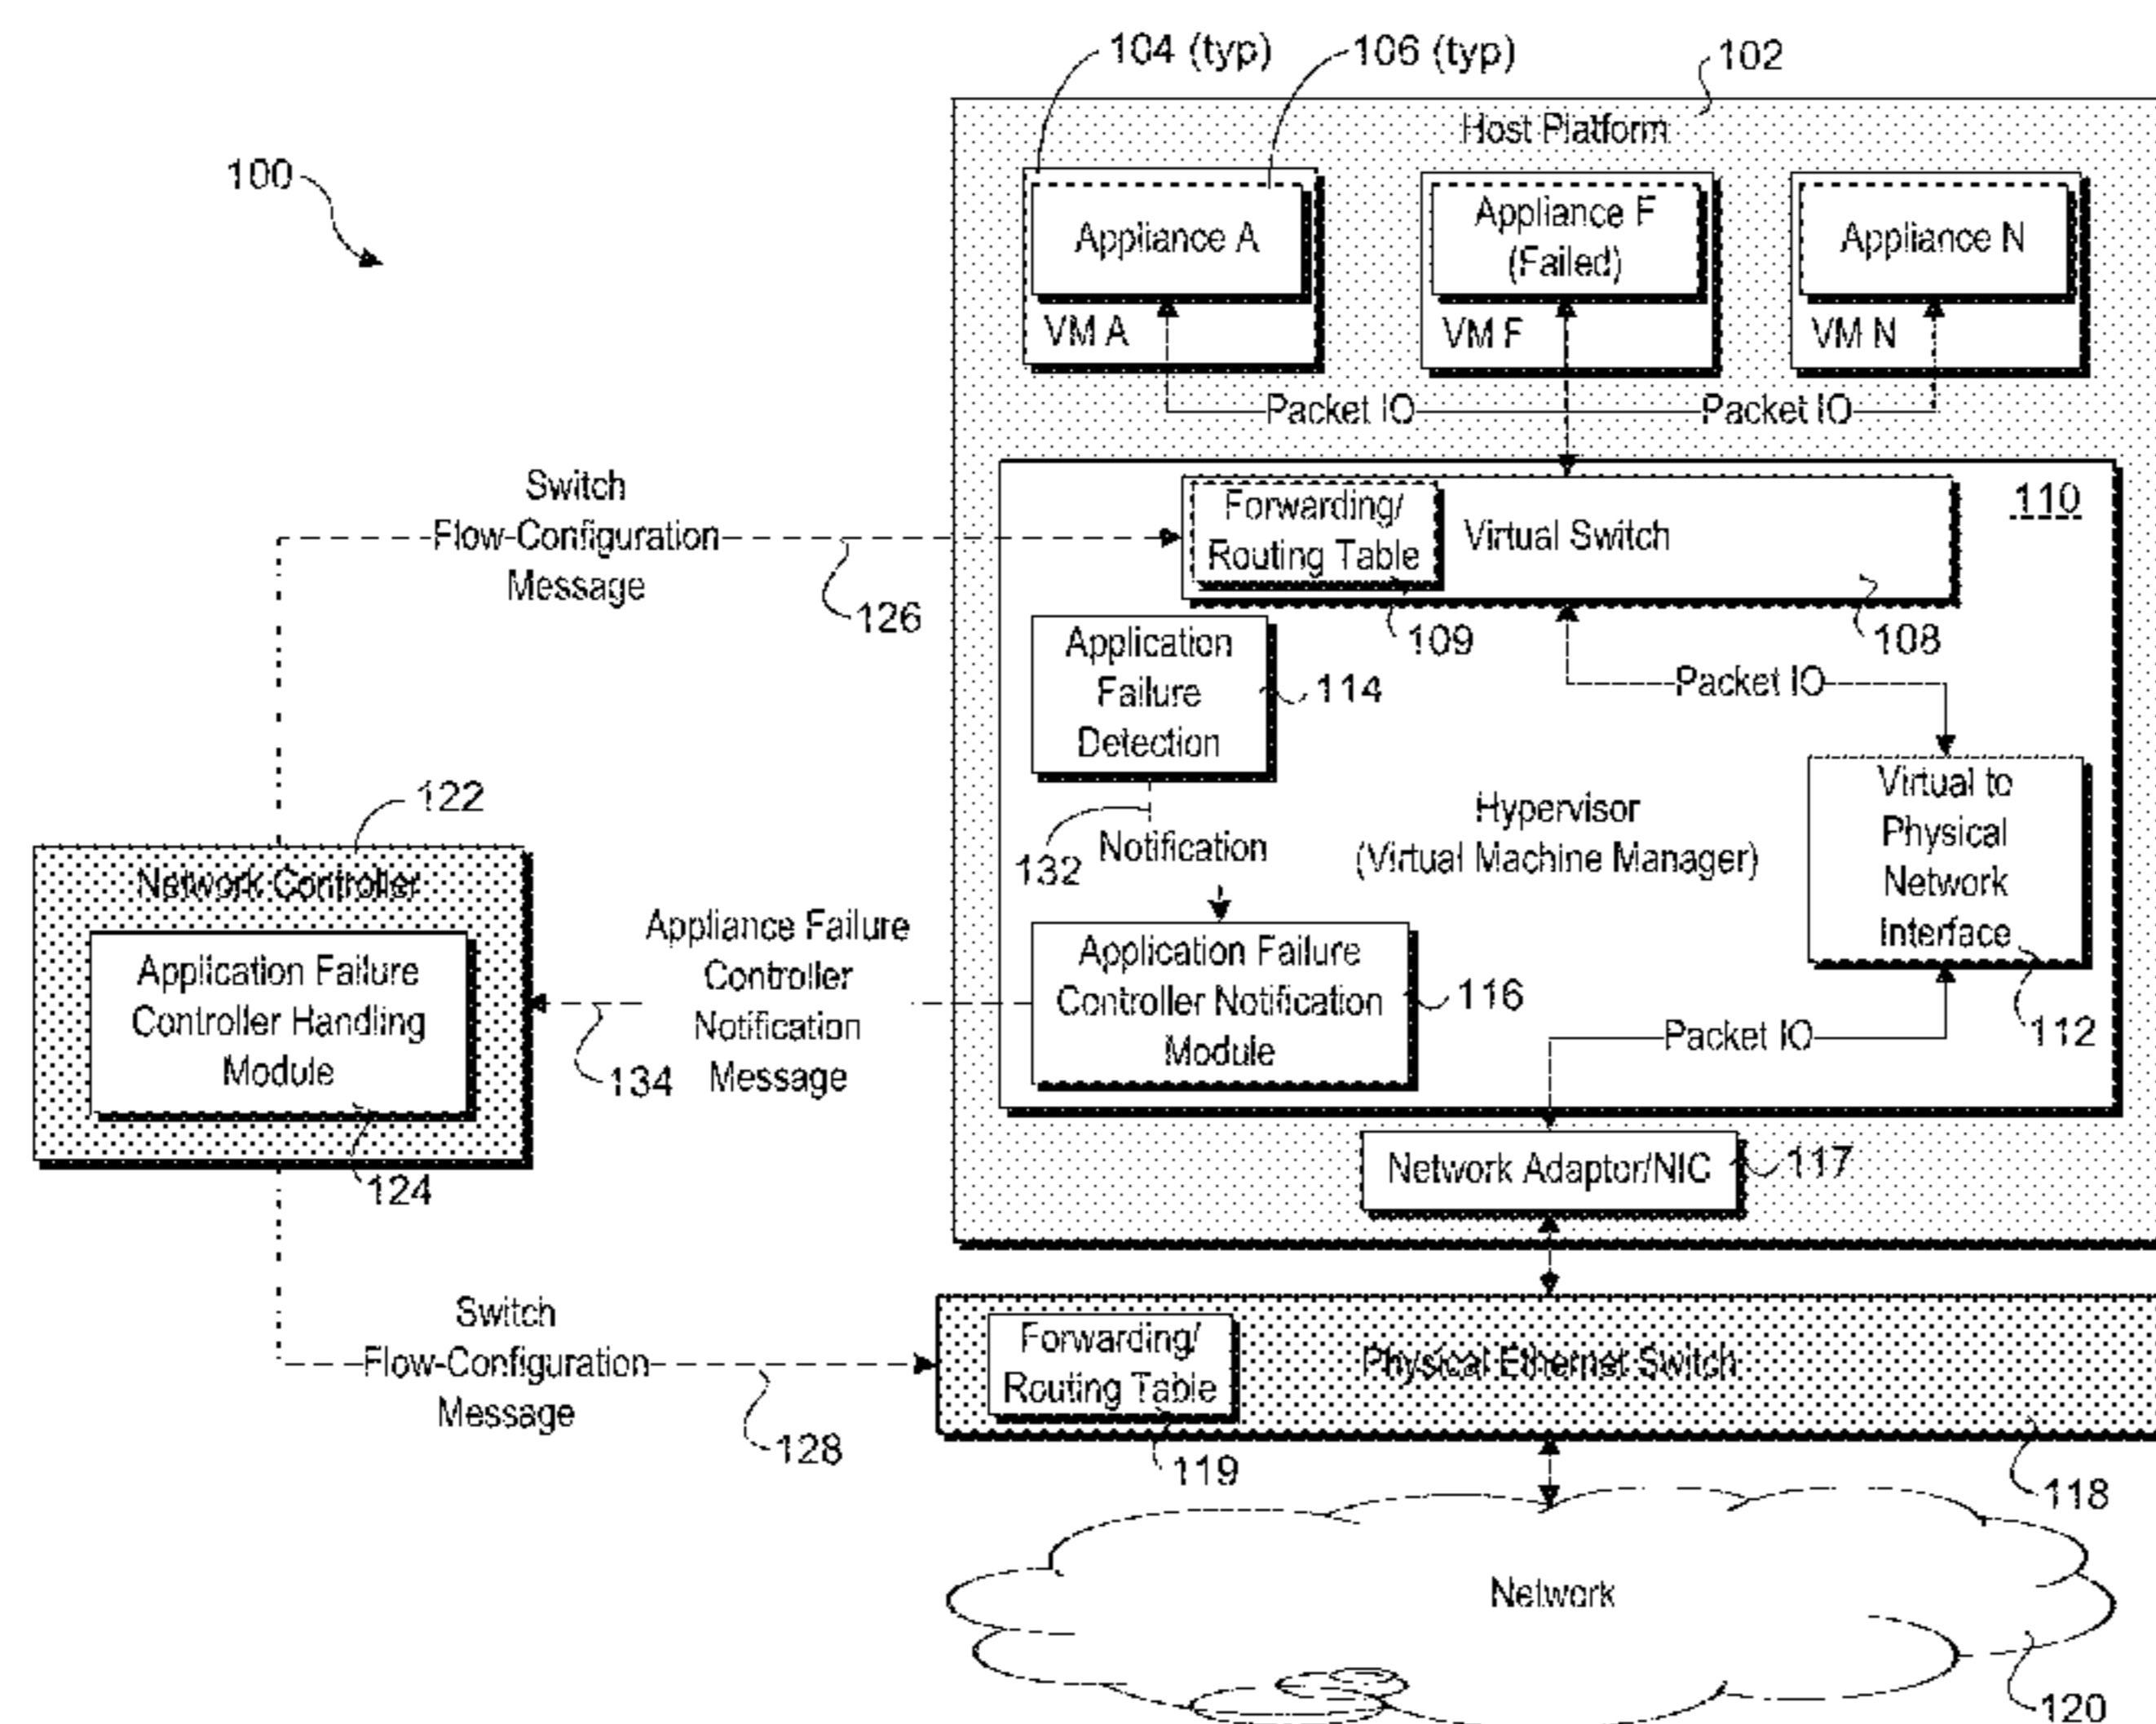 104 (typ)
106 (typ)
102
Host Platform
100
Appliance A
Appliance F
(Failed)
Appliance N
VM A
VM F
VM N
Packet IO
Packet IO
Switch
Flow-Configuration
Message
126
Forwarding/
Routing Table
Virtual Switch
110
109
108
Application
Failure
Detection
114
Packet IO
132
Notification
Hypervisor
(Virtual Machine Manager)
Virtual to
Physical
Network
Interface
112
122
Network Controller
Application Failure
Controller Handling
Module
124
Appliance Failure
Controller
Notification
Message
134
Application Failure
Controller Notification
Module
116
Packet IO
Network Adaptor/NIC
117
Switch
Flow-Configuration
Message
128
Forwarding/
Routing Table
Physical Ethernet Switch
119
118
Network
120